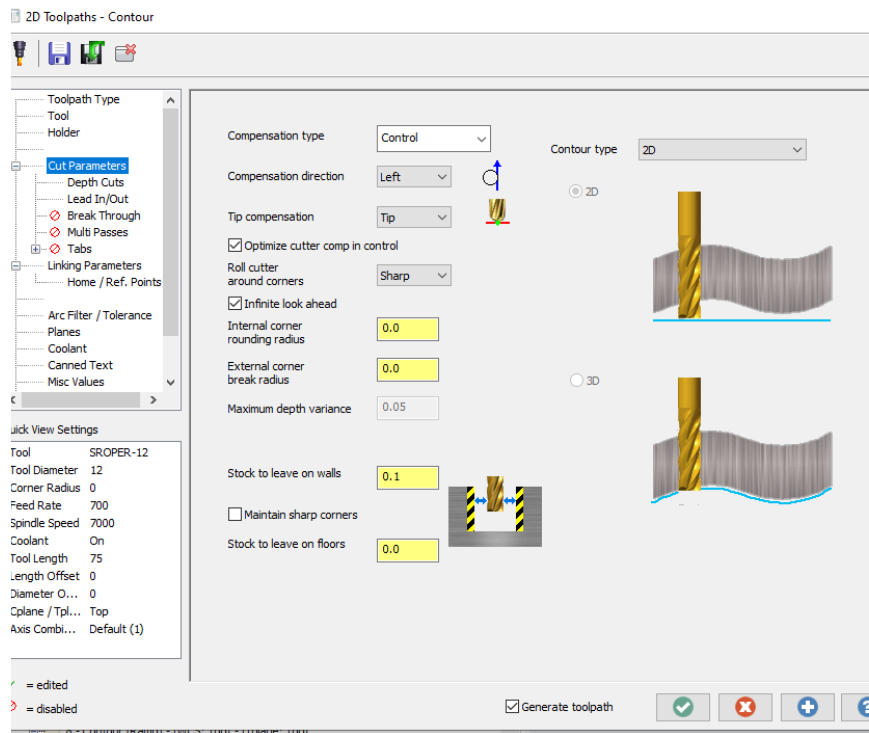 2D Toolpaths - Contour
Toolpath Type
Tool
Holder
Cut Parameters
Depth Cuts
Lead In/Out
Break Through
Multi Passes
Tabs
Linking Parameters
Home / Ref. Points
Arc Filter / Tolerance
Planes
Coolant
Canned Text
Misc Values
uick View Settings
Tool SROPER-12
Tool Diameter 12
Corner Radius 0
Feed Rate 700
Spindle Speed 7000
Coolant On
Tool Length 75
Length Offset 0
Diameter O... 0
Cplane / Tpl... Top
Axis Combi... Default (1)
= edited
= disabled
Compensation type Control
Compensation direction Left
Tip compensation Tip
Optimize cutter comp in control
Roll cutter
around corners Sharp
Infinite look ahead
Internal corner
rounding radius 0.0
External corner
break radius 0.0
Maximum depth variance 0.05
Stock to leave on walls 0.1
Maintain sharp corners
Stock to leave on floors 0.0
Contour type 2D
2D
3D
Generate toolpath